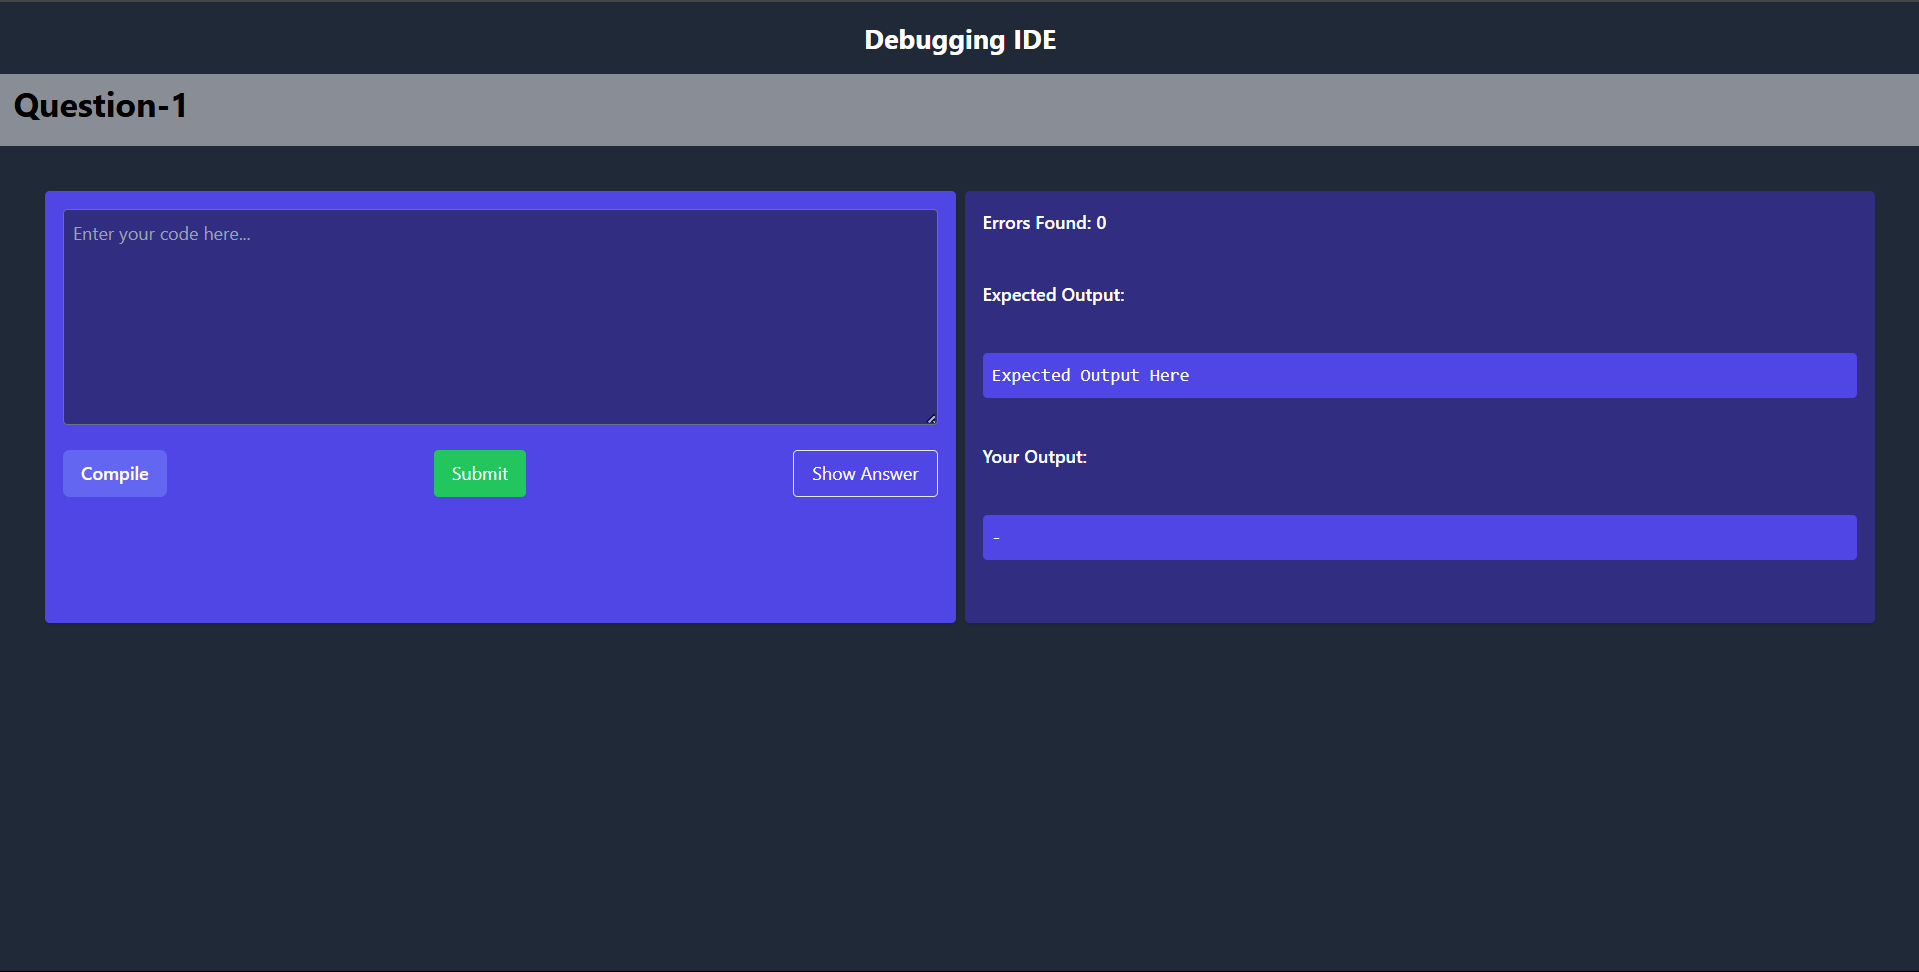 Debugging IDE
Question-1
Enter your code here...
Compile
Submit
Show Answer
Errors Found: 0
Expected Output:
Expected Output Here
Your Output:
-